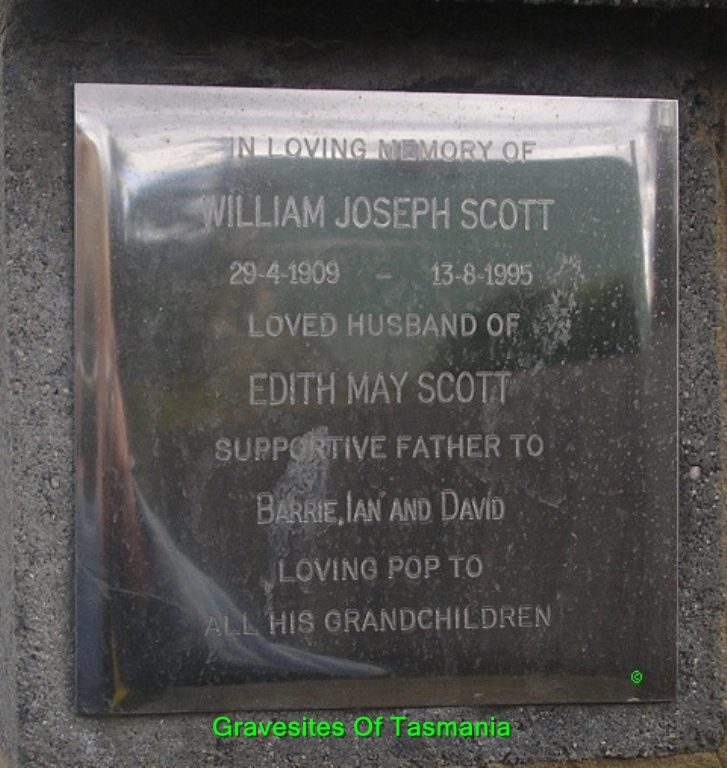 IN LOVING MEMORY OF
WILLIAM JOSEPH SCOTT
29-4-1909 – 13-8-1995
LOVED HUSBAND OF
EDITH MAY SCOTT
SUPPORTIVE FATHER TO
BARRIE, IAN AND DAVID
LOVING POP TO
ALL HIS GRANDCHILDREN
©
Gravesites Of Tasmania